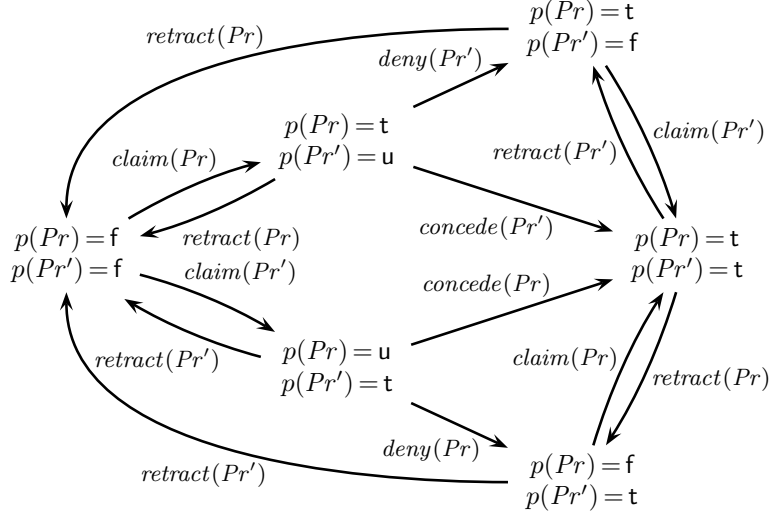 p(Pr) = t
p(Pr′) = f
retract(Pr)
deny(Pr′)
p(Pr) = t
p(Pr′) = u
claim(Pr)
claim(Pr′)
retract(Pr′)
retract(Pr)
concede(Pr′)
p(Pr) = f
p(Pr′) = f
p(Pr) = t
p(Pr′) = t
claim(Pr′)
concede(Pr)
retract(Pr′)
p(Pr) = u
p(Pr′) = t
claim(Pr)
retract(Pr)
deny(Pr)
retract(Pr′)
p(Pr) = f
p(Pr′) = t